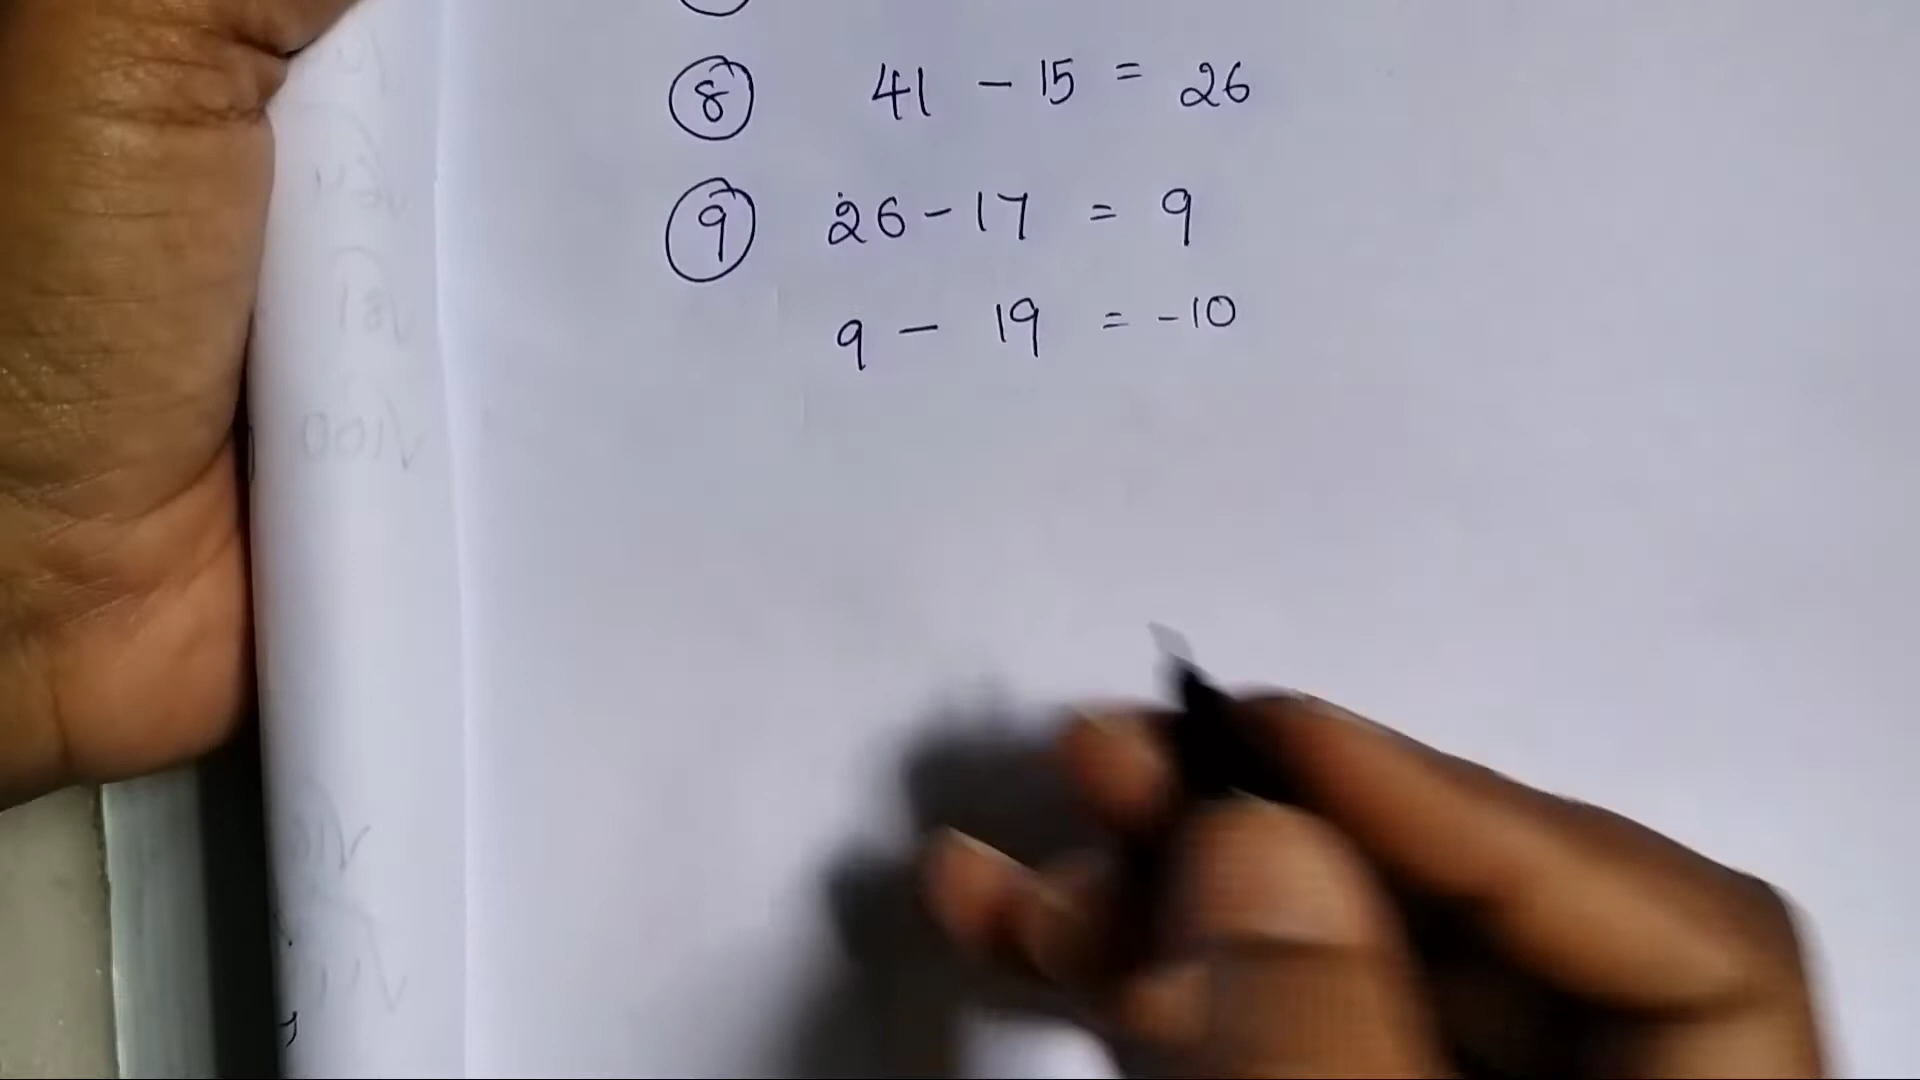 ⑧ 41 - 15 = 26
⑨ 26 - 17 = 9
9 - 19 = -10